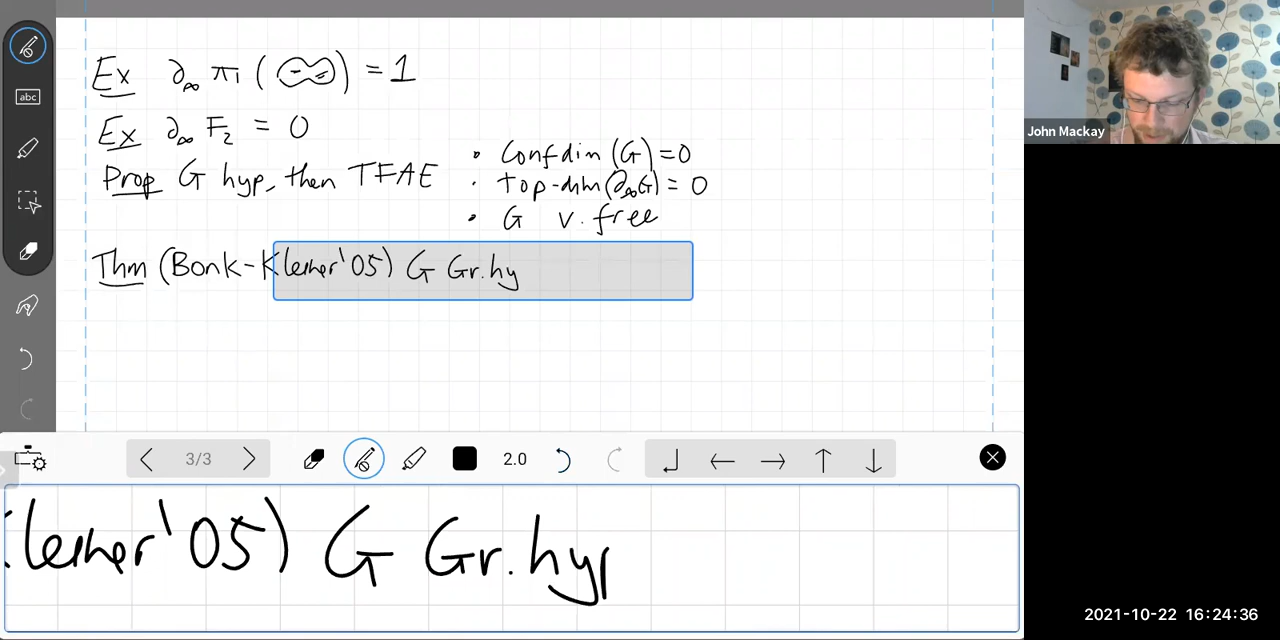 Ex ∂∞ π1 ( ) = 1
Ex ∂∞ F2 = 0
Prop G hyp, then TFAE
• Confdim (G) = 0
• top-dim (∂∞G) = 0
• G v. free
Thm (Bonk-Kleiner '05) G Gr. hy
abc
3/3
2.0
Kleiner '05) G Gr. hyp
John Mackay
2021-10-22 16:24:36